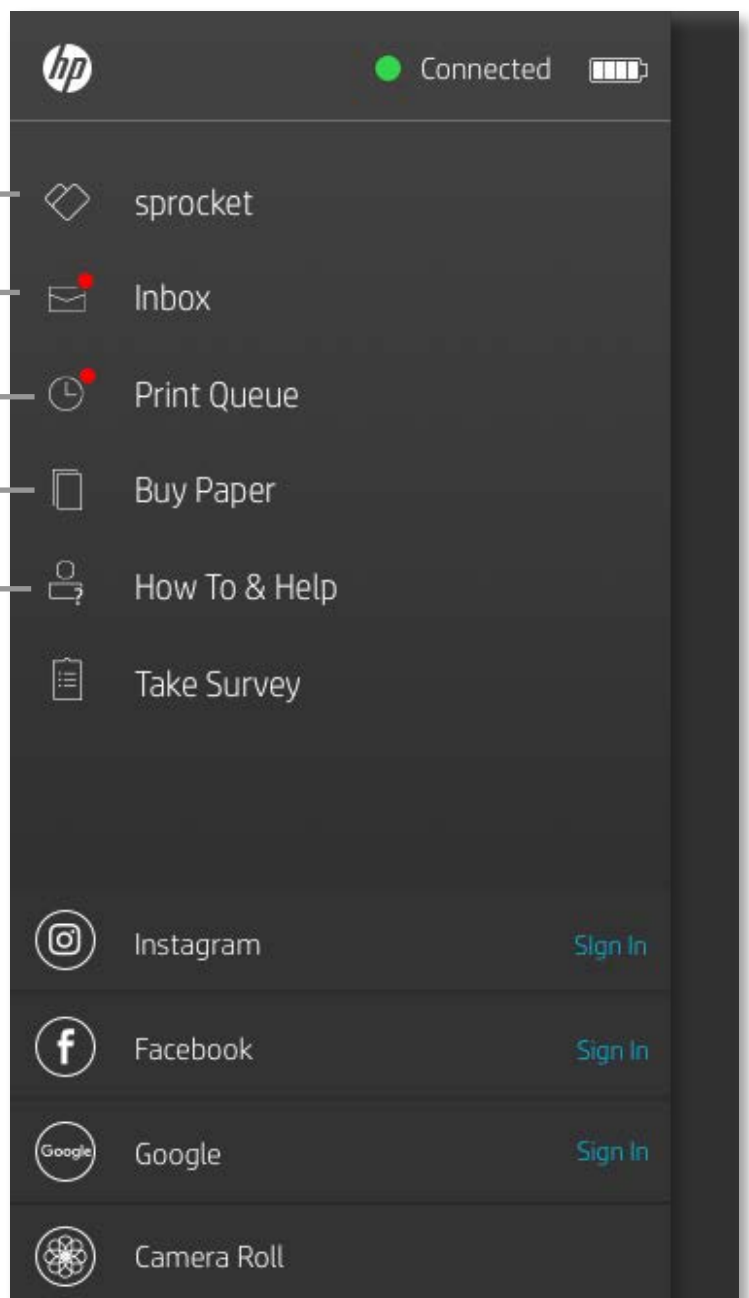 hp
Connected
sprocket
Inbox
Print Queue
Buy Paper
How To & Help
Take Survey
Instagram SIgn In
Facebook Sign In
Google Google Sign In
Camera Roll